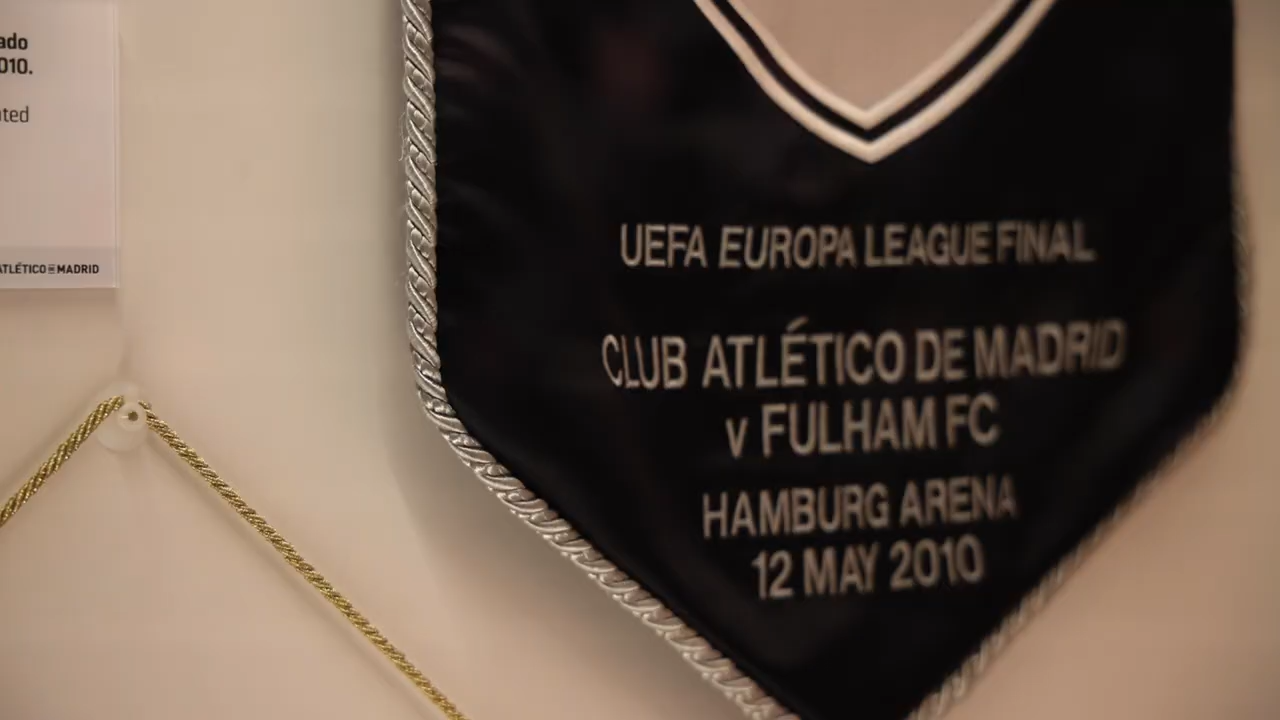 ado
010.
ated
ATLÉTICO DE MADRID
UEFA EUROPA LEAGUE FINAL
CLUB ATLÉTICO DE MADRID
v FULHAM FC
HAMBURG ARENA
12 MAY 2010